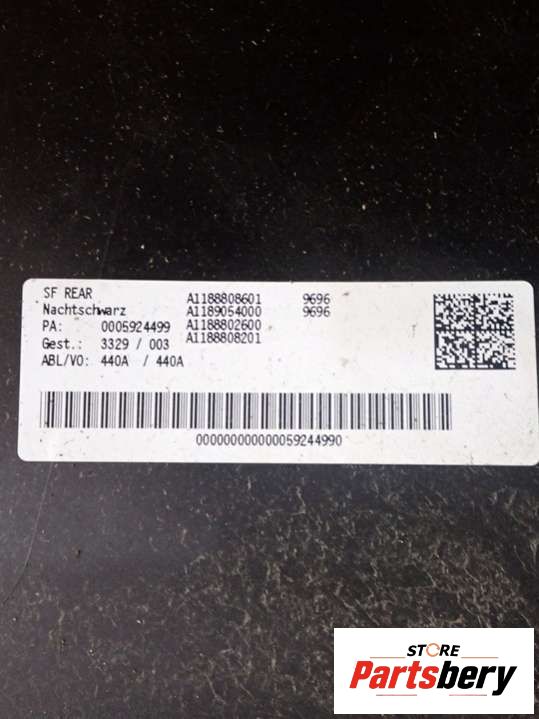 SF REAR
Nachtschwarz
PA: 0005924499
Gest.: 3329 / 003
ABL/VO: 440A / 440A
A1188808601 9696
A1189054000 9696
A1188802600
A1188808201
00000000000059244990
STORE
Partsbery